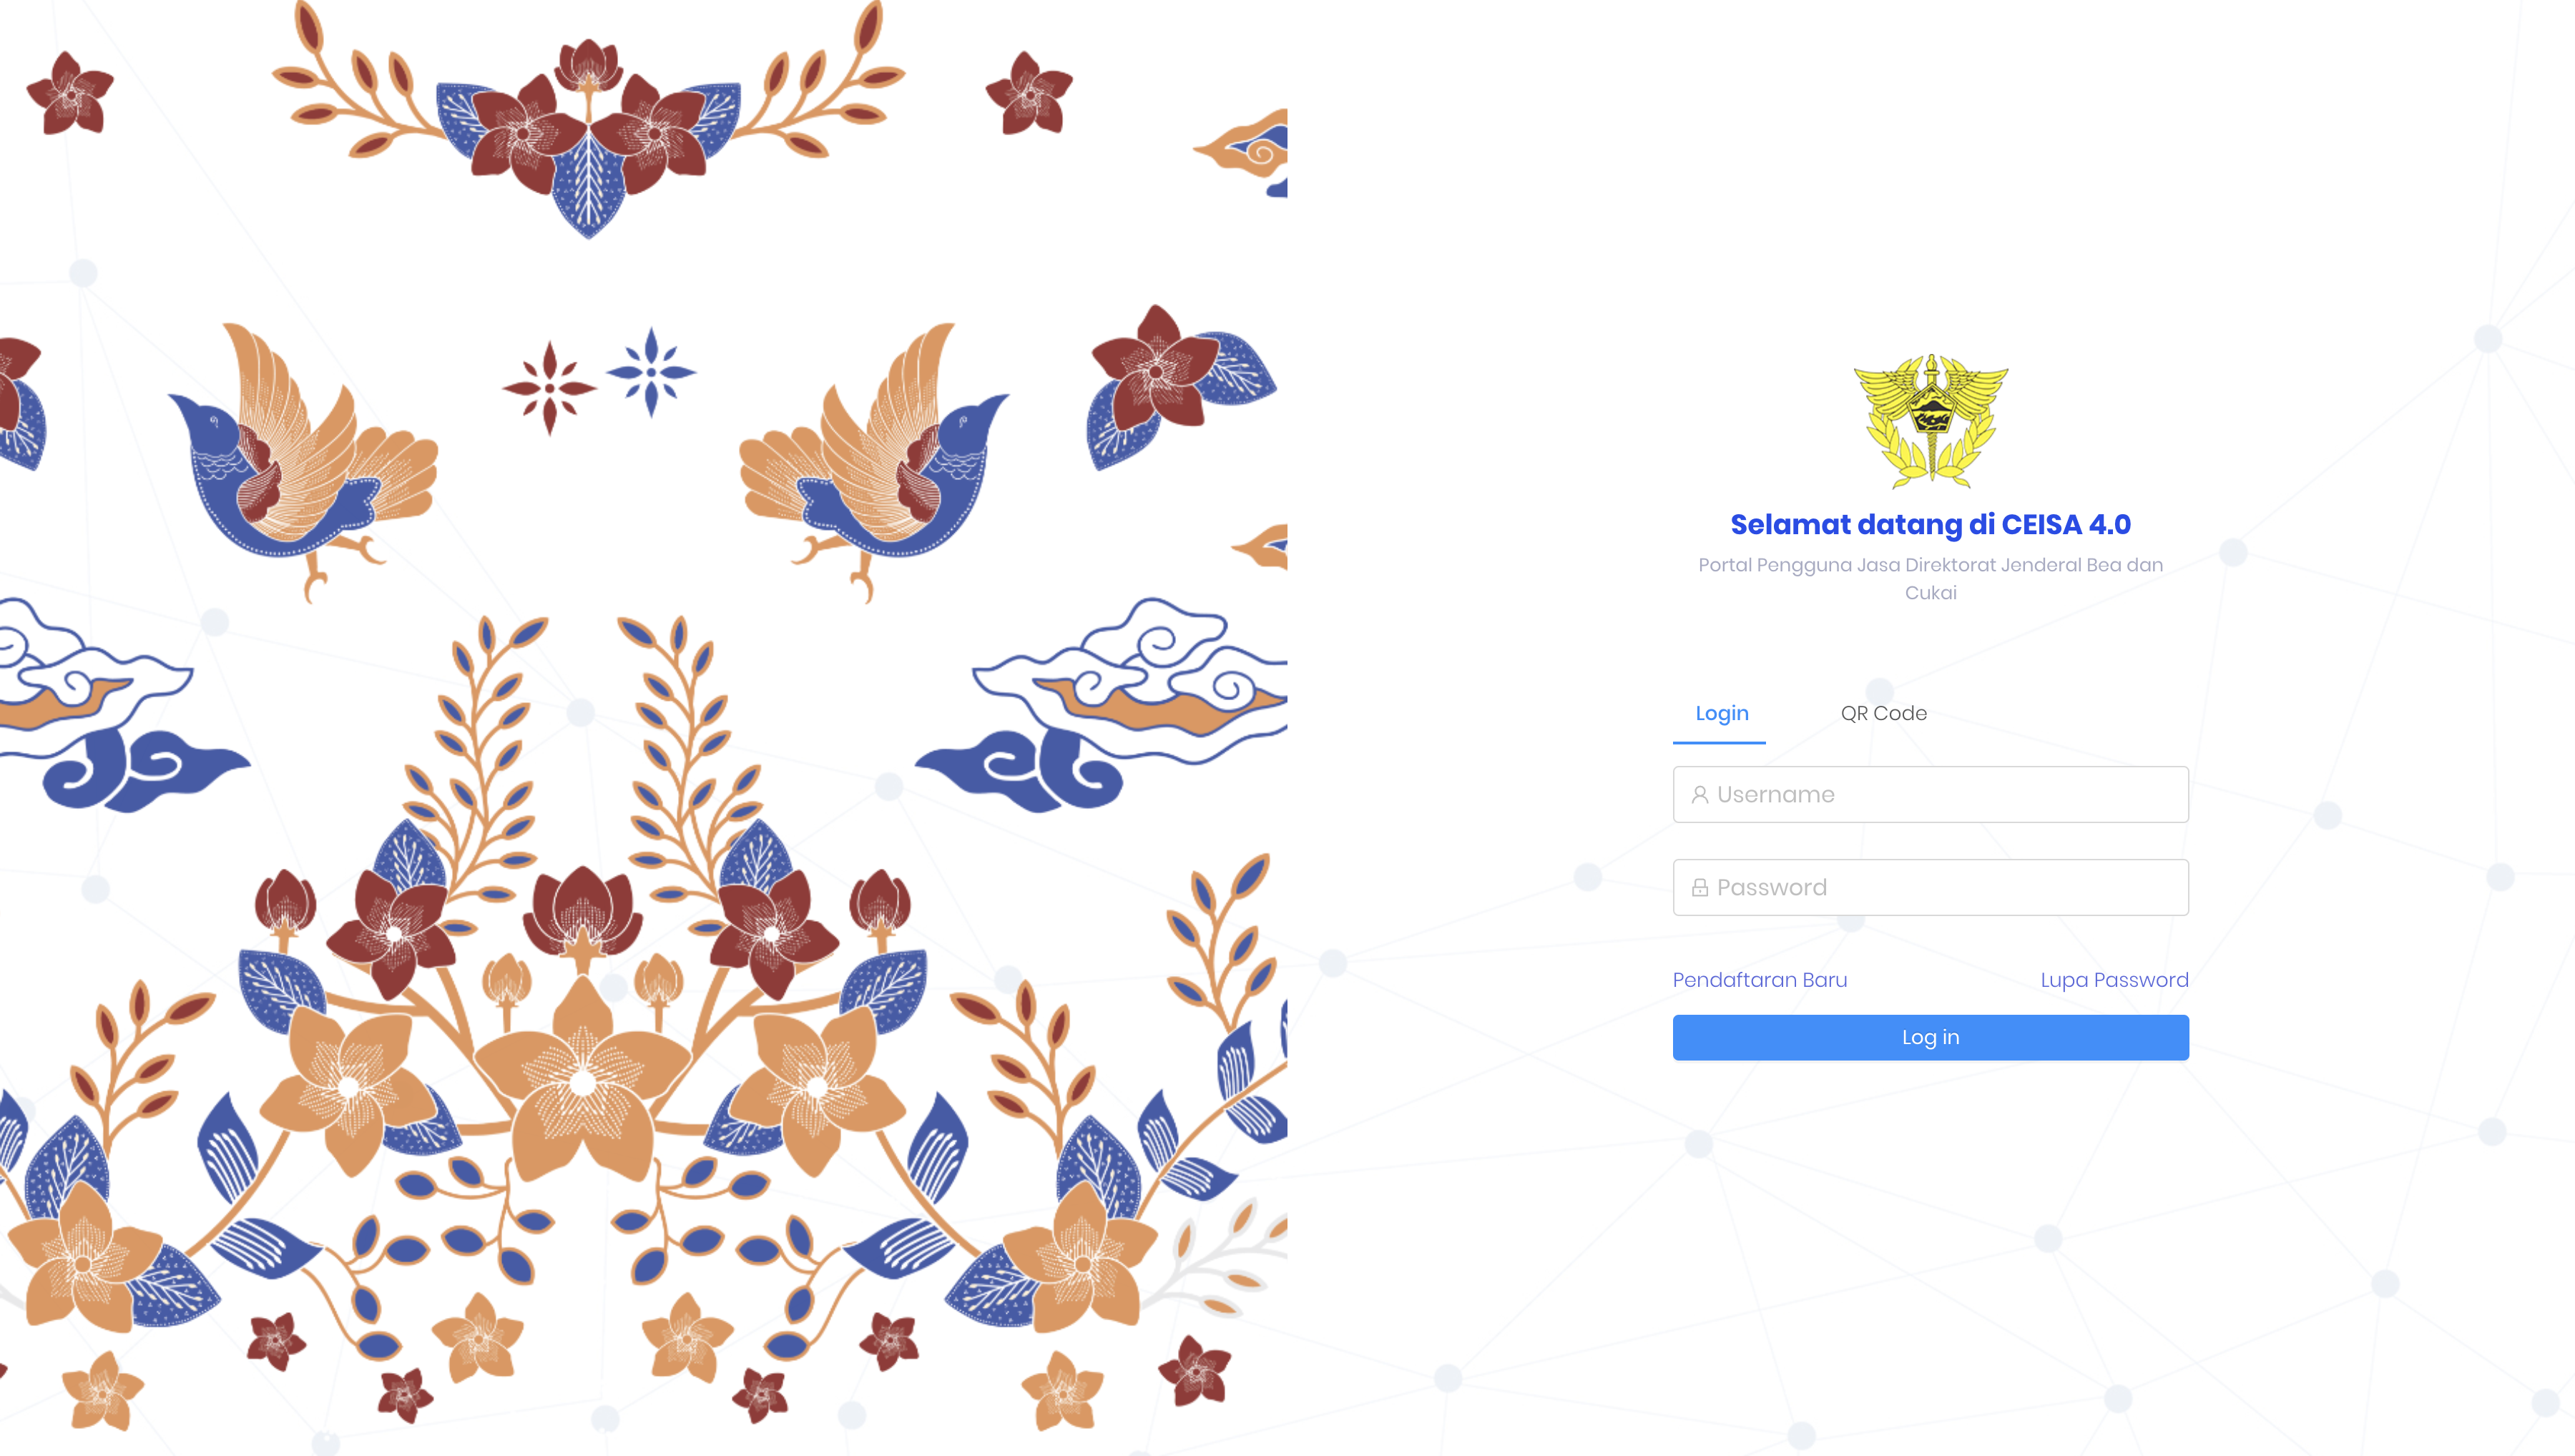 Selamat datang di CEISA 4.0
Portal Pengguna Jasa Direktorat Jenderal Bea dan
Cukai
Login QR Code
Username
Password
Pendaftaran Baru Lupa Password
Log in